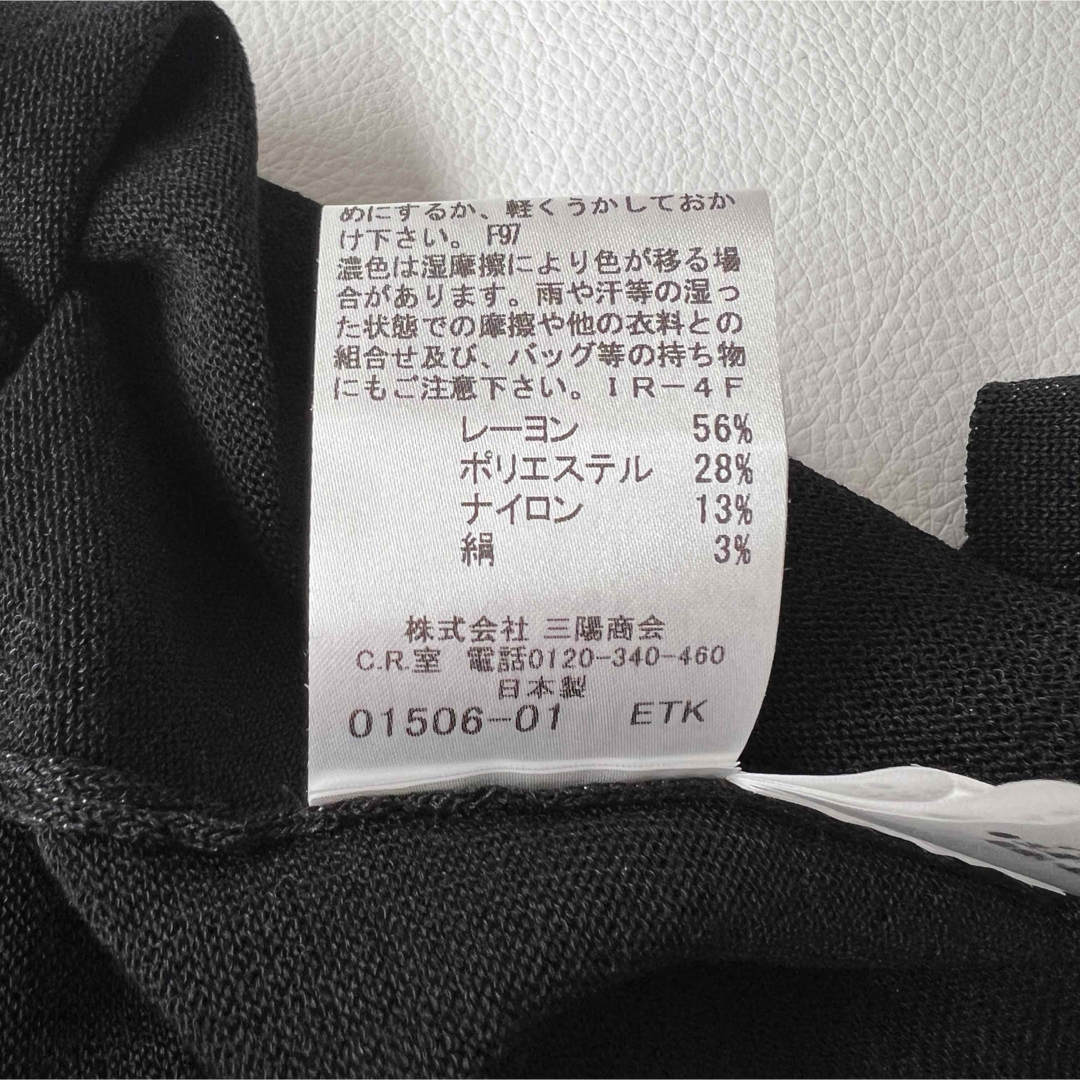 めにするか、軽くうかしておか
け下さい。 F97
濃色は湿摩擦により色が移る場
合があります。雨や汗等の湿っ
た状態での摩擦や他の衣料との
組合せ及び、バッグ等の持ち物
にもご注意下さい。IR-4F
レーヨン 56%
ポリエステル 28%
ナイロン 13%
絹 3%
株式会社 三陽商会
C.R.室 電話0120-340-460
日本製
01506-01 ETK